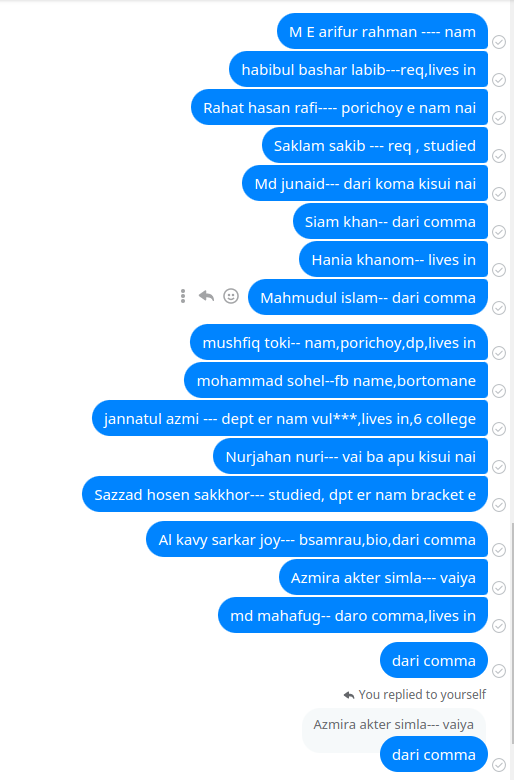 M E arifur rahman ---- nam
habibul bashar labib---req,lives in
Rahat hasan rafi---- porichoy e nam nai
Saklam sakib --- req , studied
Md junaid--- dari koma kisui nai
Siam khan-- dari comma
Hania khanom-- lives in
Mahmudul islam-- dari comma
mushfiq toki-- nam,porichoy,dp,lives in
mohammad sohel--fb name,bortomane
jannatul azmi --- dept er nam vul***,lives in,6 college
Nurjahan nuri--- vai ba apu kisui nai
Sazzad hosen sakkhor--- studied, dpt er nam bracket e
Al kavy sarkar joy--- bsamrau,bio,dari comma
Azmira akter simla--- vaiya
md mahafug-- daro comma,lives in
dari comma
You replied to yourself
Azmira akter simla--- vaiya
dari comma